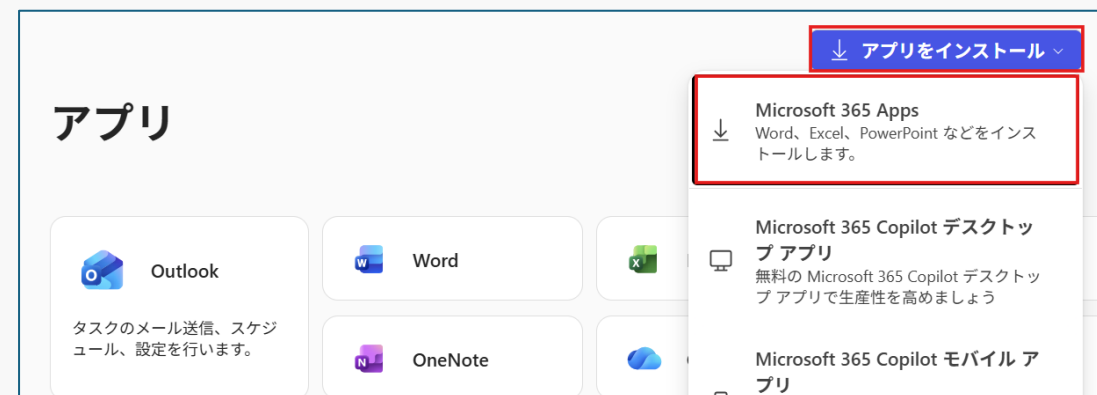 アプリをインストール
アプリ
Microsoft 365 Apps
Word、Excel、PowerPoint などをインス
トールします。
Microsoft 365 Copilot デスクトッ
プ アプリ
無料の Microsoft 365 Copilot デスクトッ
プ アプリで生産性を高めましょう
Microsoft 365 Copilot モバイル ア
プリ
Outlook
タスクのメール送信、スケジ
ュール、設定を行います。
Word
OneNote